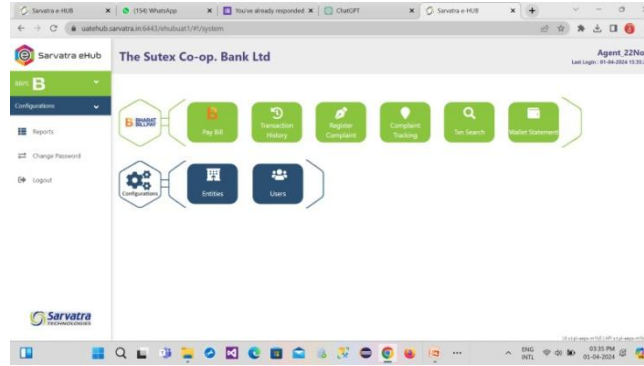 Sarvatra e-HUB
(154) WhatsApp
You've already responded
ChatGPT
Sarvatra e-HUB
uatehub.sarvatra.in:6443/ehubuat1/#!/system
Sarvatra eHub
The Sutex Co-op. Bank Ltd
Agent_22No
Last Login : 01-04-2024
BBPS B
Configurations
Reports
Change Password
Logout
BHARAT
BILLPAY
Pay Bill
Transaction
History
Register
Complaint
Complaint
Tracking
Txn Search
Wallet Statement
Configurations
Entities
Users
Sarvatra
TECHNOLOGIES
ENG
INTL
03:35 PM
01-04-2024